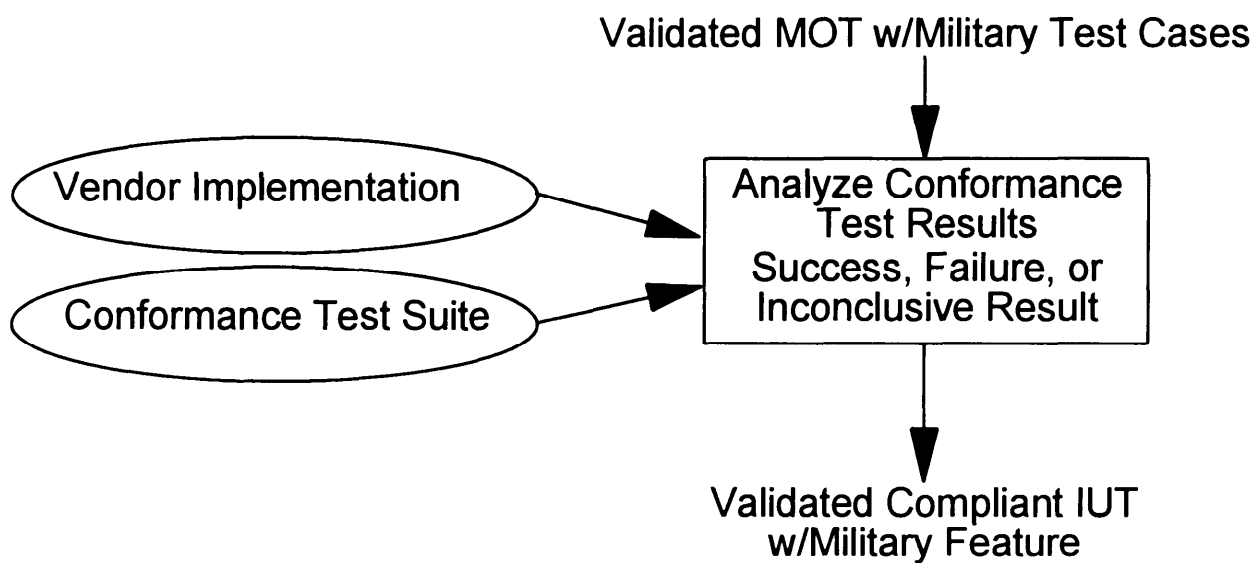 Validated MOT w/Military Test Cases
Vendor Implementation
Conformance Test Suite
Analyze Conformance
Test Results
Success, Failure, or
Inconclusive Result
Validated Compliant IUT
w/Military Feature